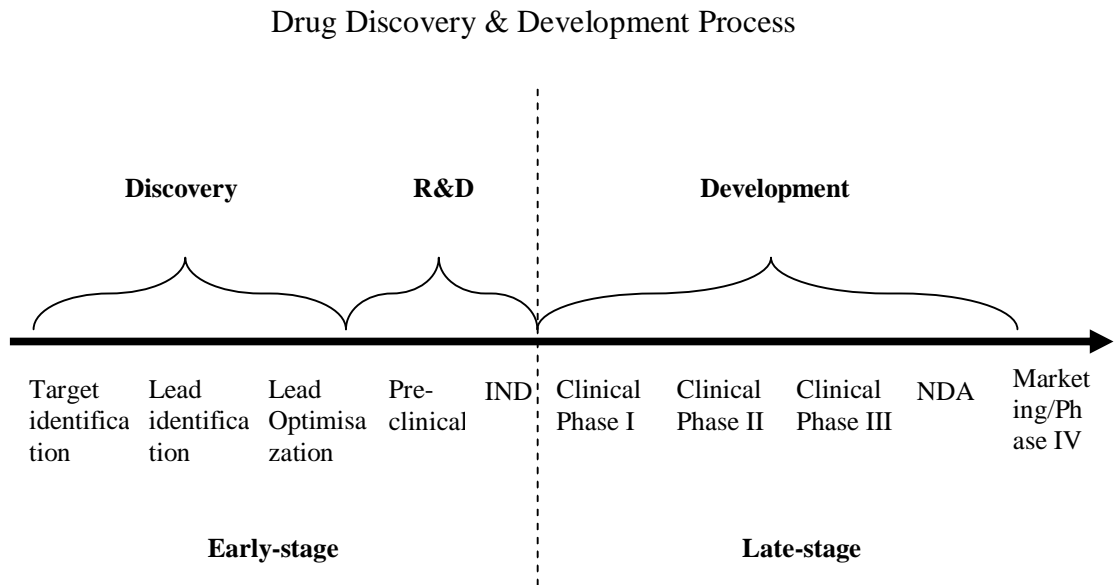 Drug Discovery & Development Process
Discovery
R&D
Development
Target
identifica
tion
Lead
identifica
tion
Lead
Optimisa
zation
Pre-
clinical
IND
Clinical
Phase I
Clinical
Phase II
Clinical
Phase III
NDA
Market
ing/Ph
ase IV
Early-stage
Late-stage